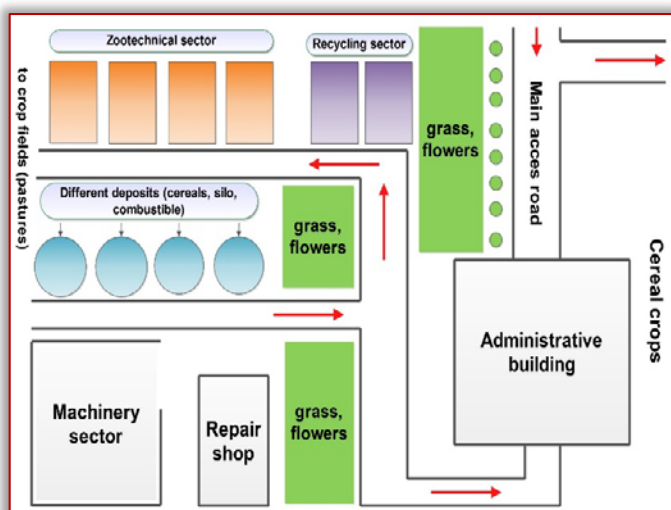 Zootechnical sector
Recycling sector
to crop fields (pastures)
grass,
flowers
Main acces road
Different deposits (cereals, silo,
combustible)
grass,
flowers
Cereal crops
Administrative
building
Machinery
sector
Repair
shop
grass,
flowers